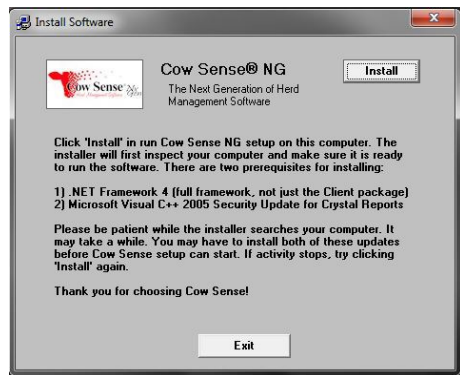 Install Software
Cow Sense
Cow Sense® NG
Install
The Next Generation of Herd
Management Software
Click 'Install' in run Cow Sense NG setup on this computer. The
installer will first inspect your computer and make sure it is ready
to run the software. There are two prerequisites for installing:
1) .NET Framework 4 (full framework, not just the Client package)
2) Microsoft Visual C++ 2005 Security Update for Crystal Reports
Please be patient while the installer searches your computer. It
may take a while. You may have to install both of these updates
before Cow Sense setup can start. If activity stops, try clicking
'Install' again.
Thank you for choosing Cow Sense!
Exit